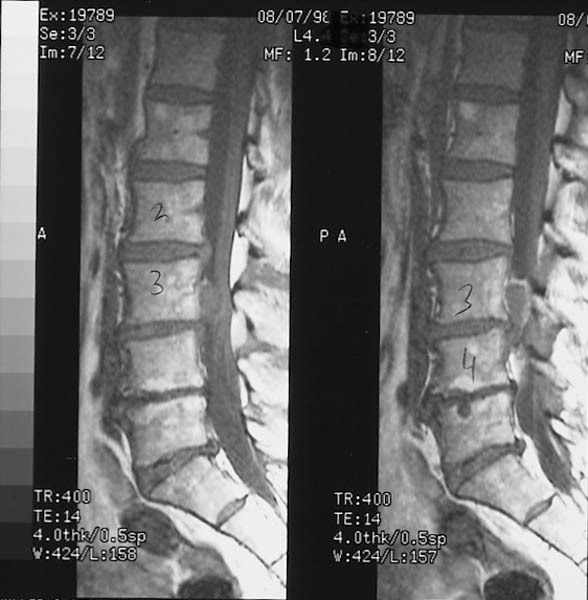 Ex:19789
Se:3/3
Im:7/12
08/07/98
L4.
MF: 1.2
Ex:19789
Se:3/3
Im:8/12
08/
MF
A
P A
2
3
3
4
TR:400
TE:14
4.0thk/0.5sp
W:424/L:158
TR:400
TE:14
4.0thk/0.5sp
W:424/L:157